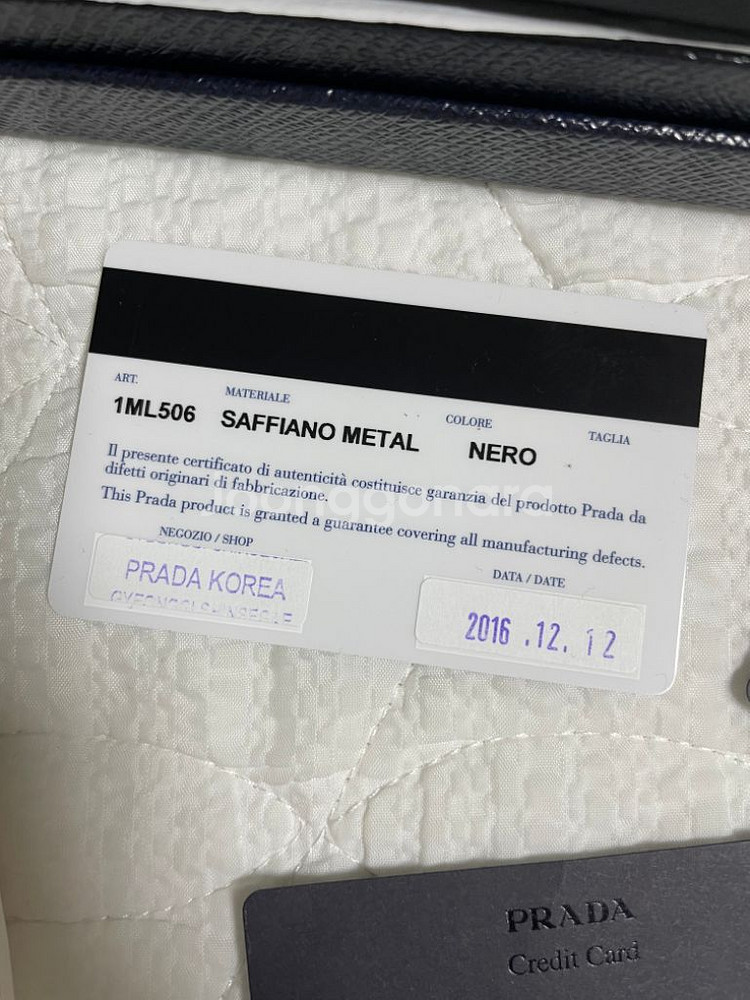 ART.
MATERIALE
COLORE
TAGLIA
1ML506
SAFFIANO METAL
NERO
Il presente certificato di autenticità costituisce garanzia del prodotto Prada da
difetti originari di fabbricazione.
This Prada product is granted a guarantee covering all manufacturing defects.
joonggonara
NEGOZIO / SHOP
PRADA KOREA
DATA / DATE
2016 .12. 12
PRADA
Credit Card